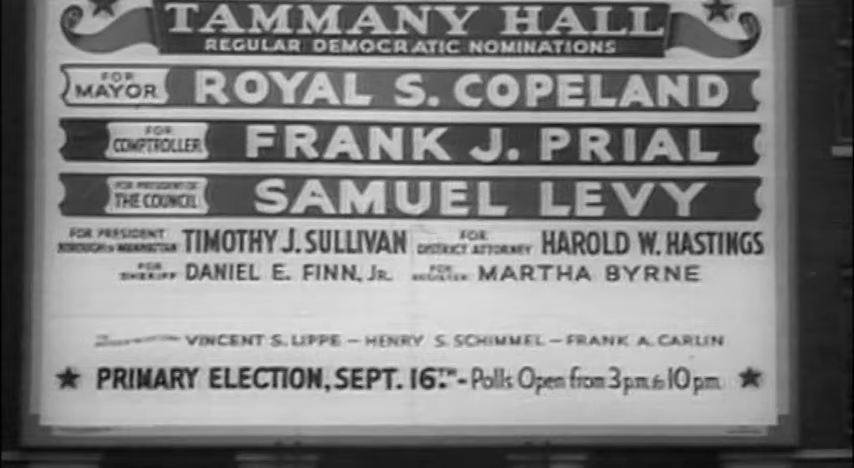 TAMMANY HALL
REGULAR DEMOCRATIC NOMINATIONS
FOR MAYOR ROYAL S. COPELAND
FOR COMPTROLLER FRANK J. PRIAL
FOR PRESIDENT OF THE COUNCIL SAMUEL LEVY
FOR PRESIDENT BOROUGH OF MANHATTAN TIMOTHY J. SULLIVAN FOR DISTRICT ATTORNEY HAROLD W. HASTINGS
FOR SHERIFF DANIEL E. FINN, JR. FOR REGISTER MARTHA BYRNE
VINCENT S. LIPPE - HENRY S. SCHIMMEL - FRANK A. CARLIN
★ PRIMARY ELECTION, SEPT. 16TH - Polls Open from 3 p.m. to 10 p.m. ★